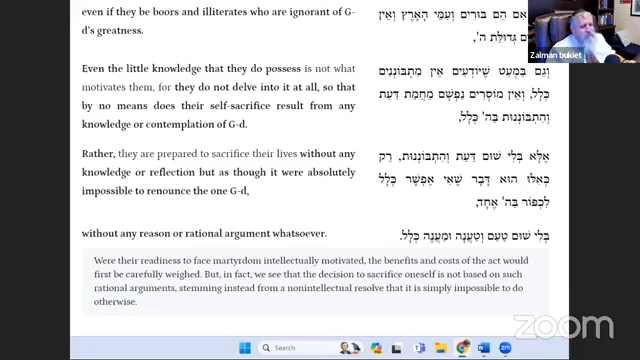 even if they be boors and illiterates who are ignorant of G-
d's greatness.
Even the little knowledge that they do possess is not what
motivates them, for they do not delve into it at all, so that
by no means does their self-sacrifice result from any
knowledge or contemplation of G-d.
Rather, they are prepared to sacrifice their lives without any
knowledge or reflection but as though it were absolutely
impossible to renounce the one G-d,
without any reason or rational argument whatsoever.
Were their readiness to face martyrdom intellectually motivated, the benefits and costs of the act would
first be carefully weighed. But, in fact, we see that the decision to sacrifice oneself is not based on such
rational arguments, stemming instead from a nonintellectual resolve that it is simply impossible to do
otherwise.
אִם הֵם בּוּרִים וְעַמֵּי הָאָרֶץ וְאֵין
גְּדוּלַּת ה',
וְגַם בַּמְּעַט שֶׁיּוֹדְעִים אֵין מִתְבּוֹנְנִים
כְּלָל, וְאֵין מוֹסְרִים נַפְשָׁם מֵחֲמַת דַּעַת
וְהִתְבּוֹנְנוּת בַּה' כְּלָל,
אֶלָּא בְּלִי שׁוּם דַּעַת וְהִתְבּוֹנְנוּת, רַק
כְּאִלּוּ הוּא דָּבָר שֶׁאִי אֶפְשָׁר כְּלָל
לִכְפּוֹר בַּה' אֶחָד,
בְּלִי שׁוּם טַעַם וְטַעֲנָה וּמַעֲנֶה כְּלָל.
Zalman bukiet
Search
zoom